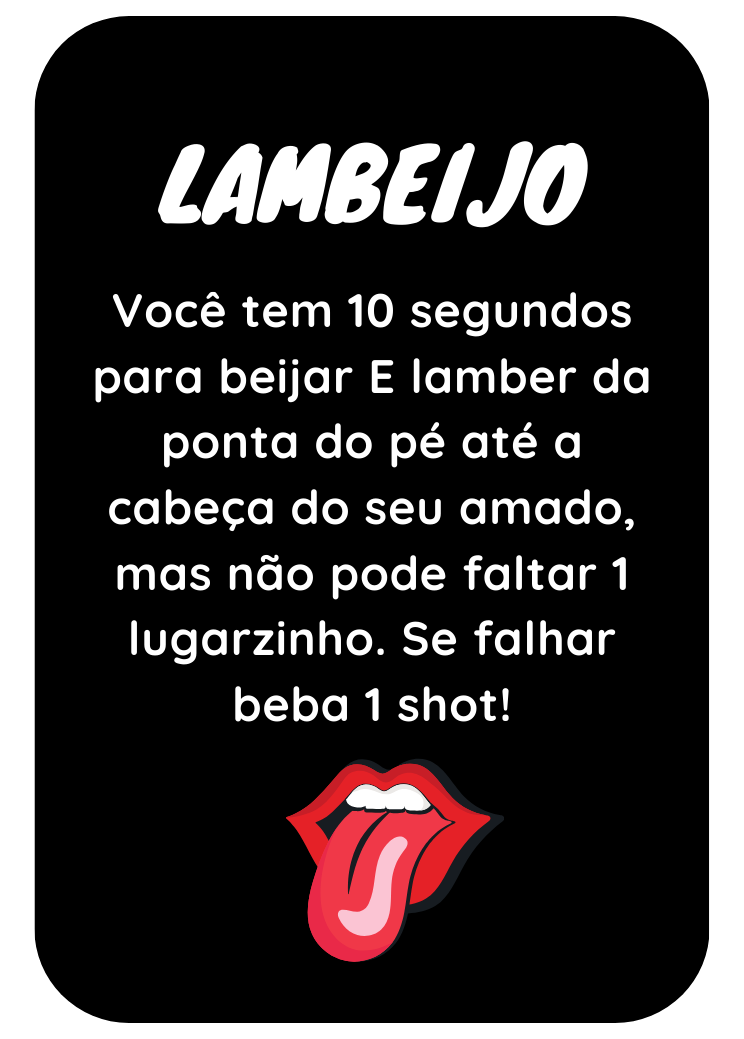 LAMBEIJO
Você tem 10 segundos
para beijar E lamber da
ponta do pé até a
cabeça do seu amado,
mas não pode faltar 1
lugarzinho. Se falhar
beba 1 shot!